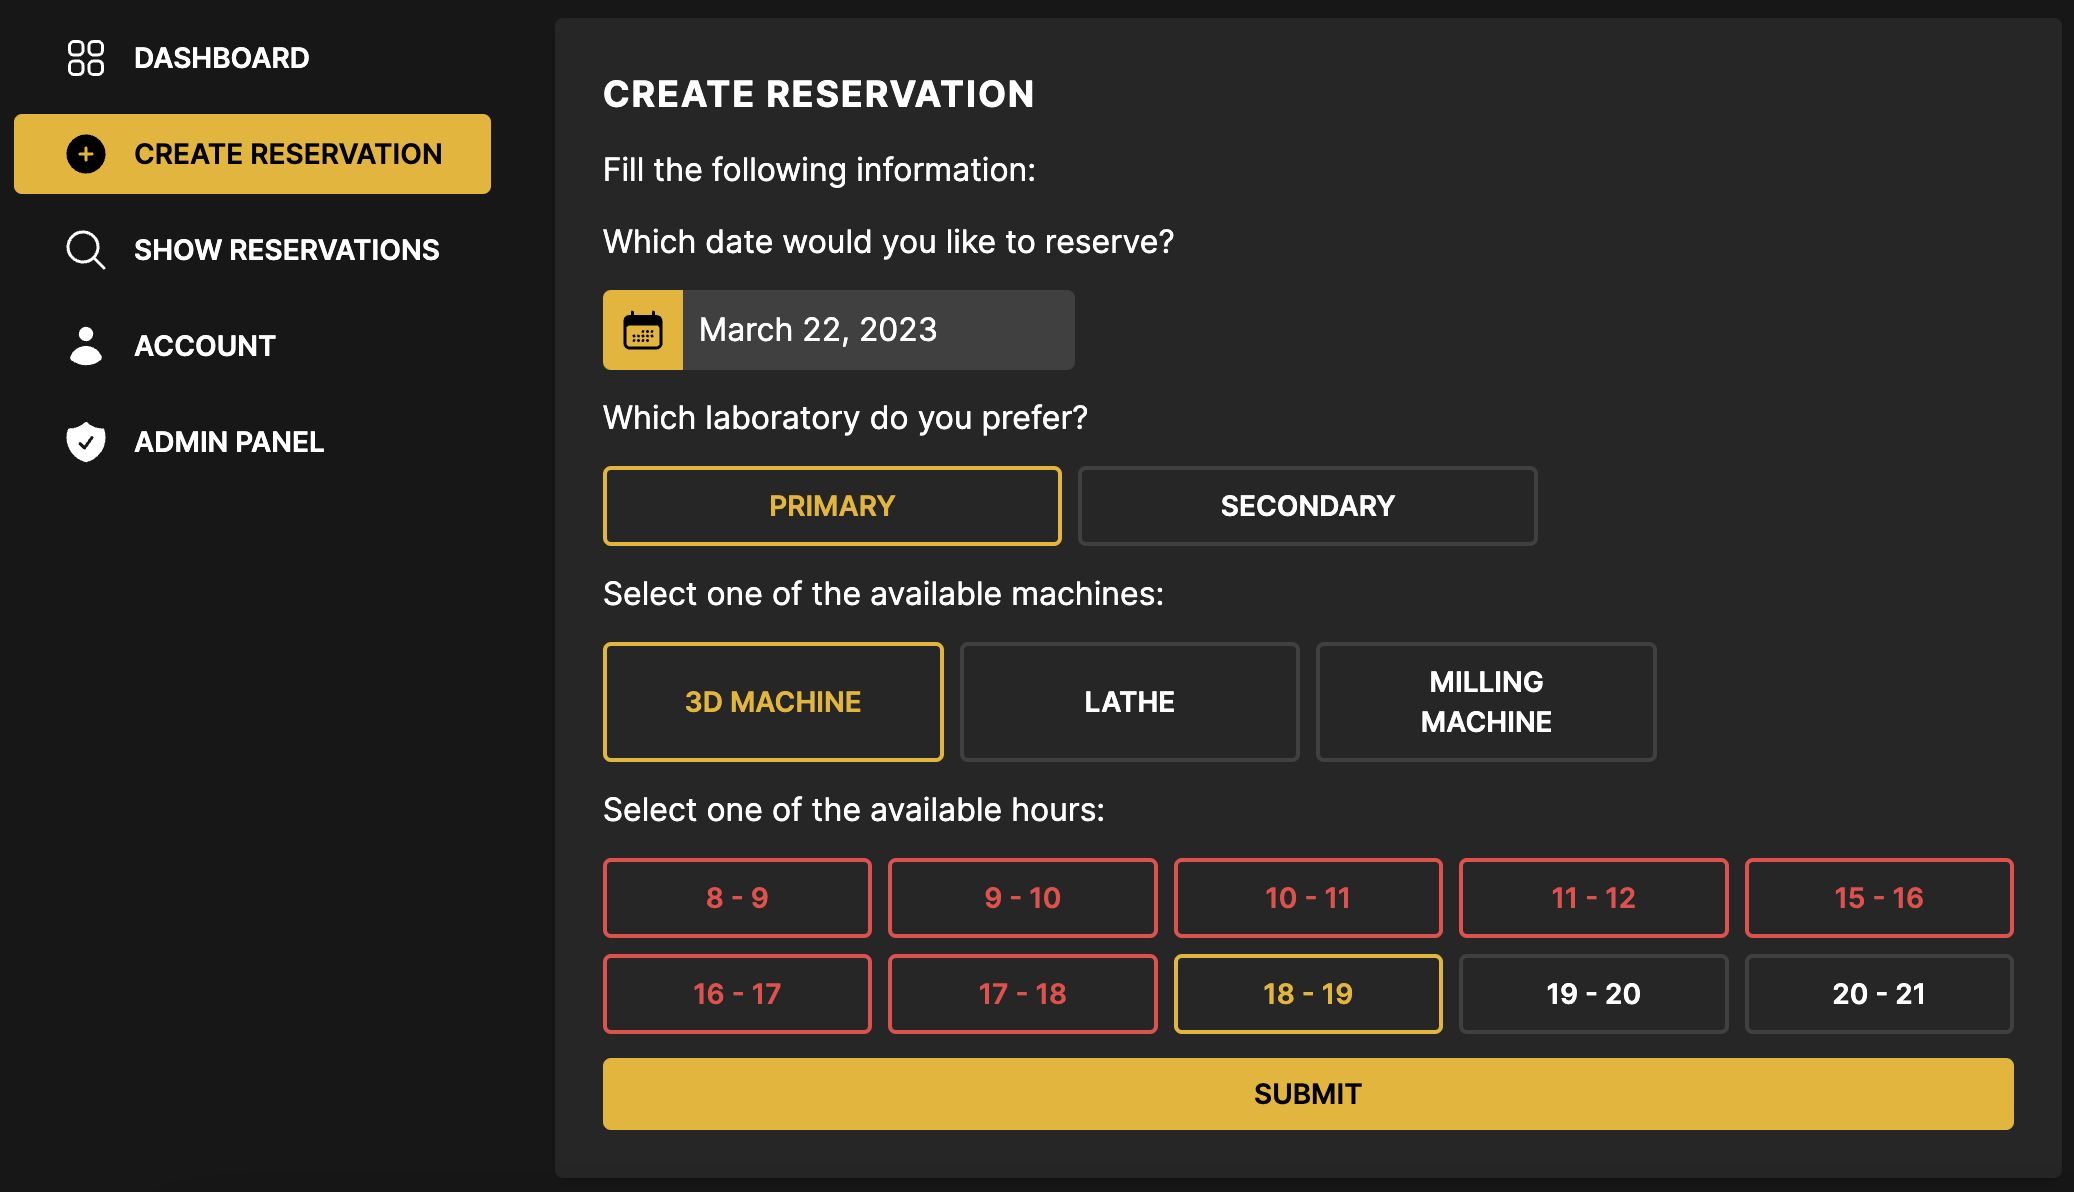 DASHBOARD
CREATE RESERVATION
SHOW RESERVATIONS
ACCOUNT
ADMIN PANEL
CREATE RESERVATION
Fill the following information:
Which date would you like to reserve?
March 22, 2023
Which laboratory do you prefer?
PRIMARY
SECONDARY
Select one of the available machines:
3D MACHINE
LATHE
MILLING
MACHINE
Select one of the available hours:
8 - 9
9 - 10
10 - 11
11 - 12
15 - 16
16 - 17
17 - 18
18 - 19
19 - 20
20 - 21
SUBMIT